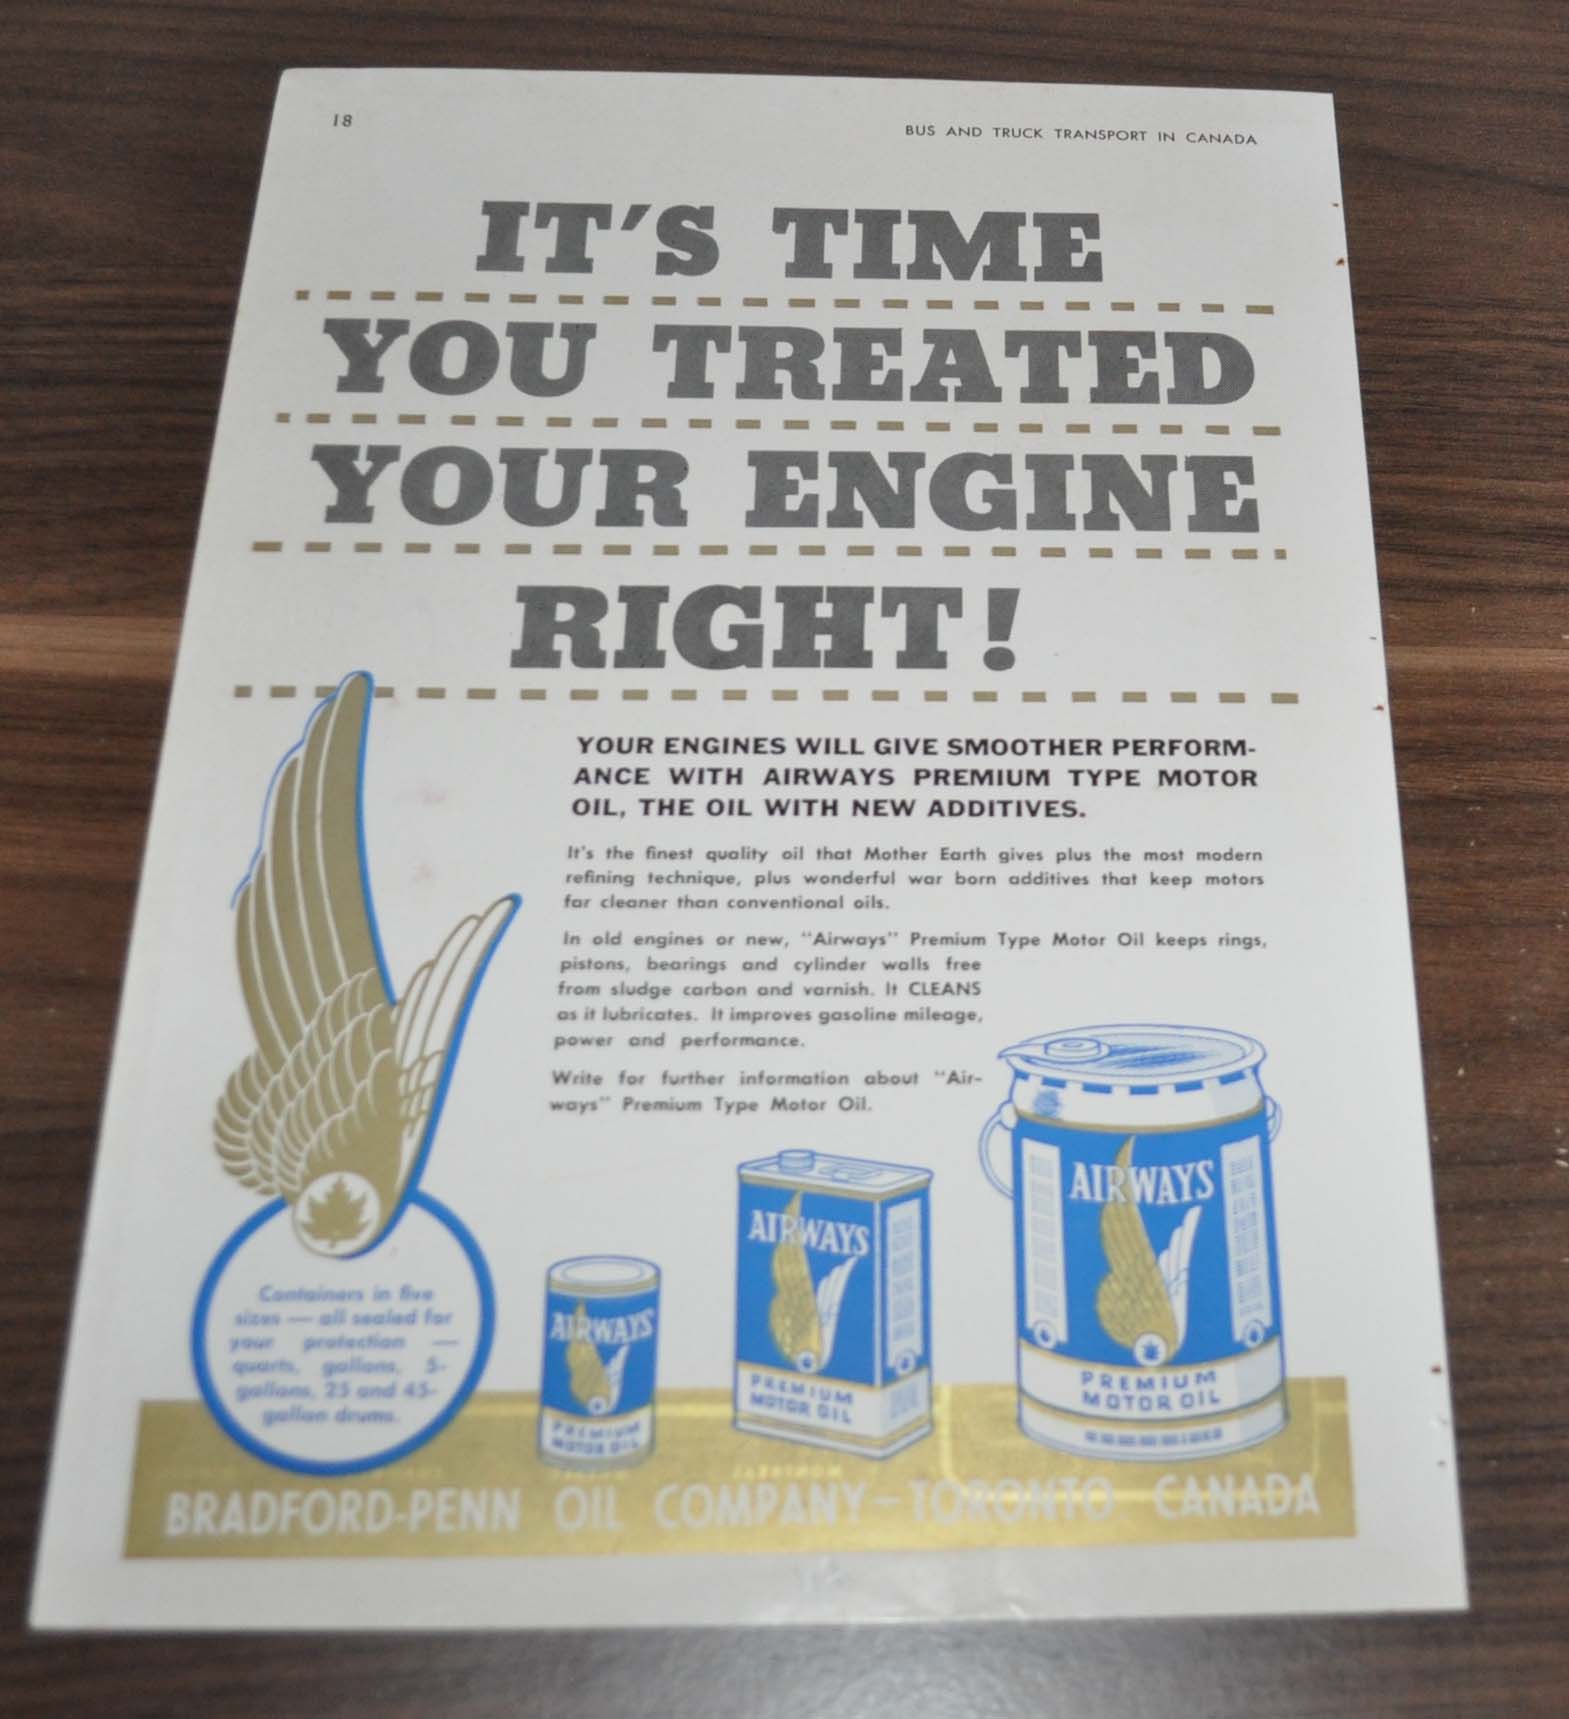 18
BUS AND TRUCK TRANSPORT IN CANADA
IT'S TIME
YOU TREATED
YOUR ENGINE
RIGHT!
YOUR ENGINES WILL GIVE SMOOTHER PERFORM-
ANCE WITH AIRWAYS PREMIUM TYPE MOTOR
OIL, THE OIL WITH NEW ADDITIVES.
It's the finest quality oil that Mother Earth gives plus the most modern
refining technique, plus wonderful war born additives that keep motors
far cleaner than conventional oils.
In old engines or new, "Airways" Premium Type Motor Oil keeps rings,
pistons, bearings and cylinder walls free
from sludge carbon and varnish. It CLEANS
as it lubricates. It improves gasoline mileage,
power and performance.
Write for further information about "Air-
ways" Premium Type Motor Oil.
Containers in five
sizes — all sealed for
your protection —
quarts, gallons, 5-
gallons, 25 and 45-
gallon drums.
AIRWAYS
PREMIUM
MOTOR OIL
AIRWAYS
PREMIUM
MOTOR OIL
AIRWAYS
PREMIUM
MOTOR OIL
BRADFORD-PENN OIL COMPANY — TORONTO CANADA